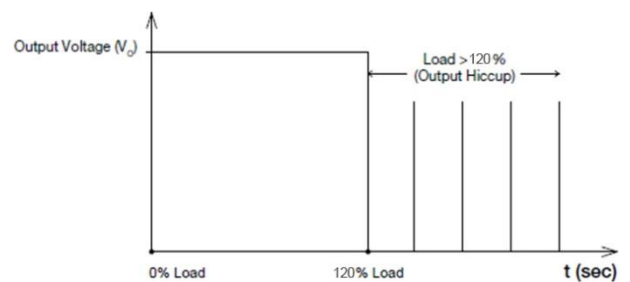 Output Voltage (Vₒ)
Load >120%
(Output Hiccup)
0% Load
120% Load
t (sec)